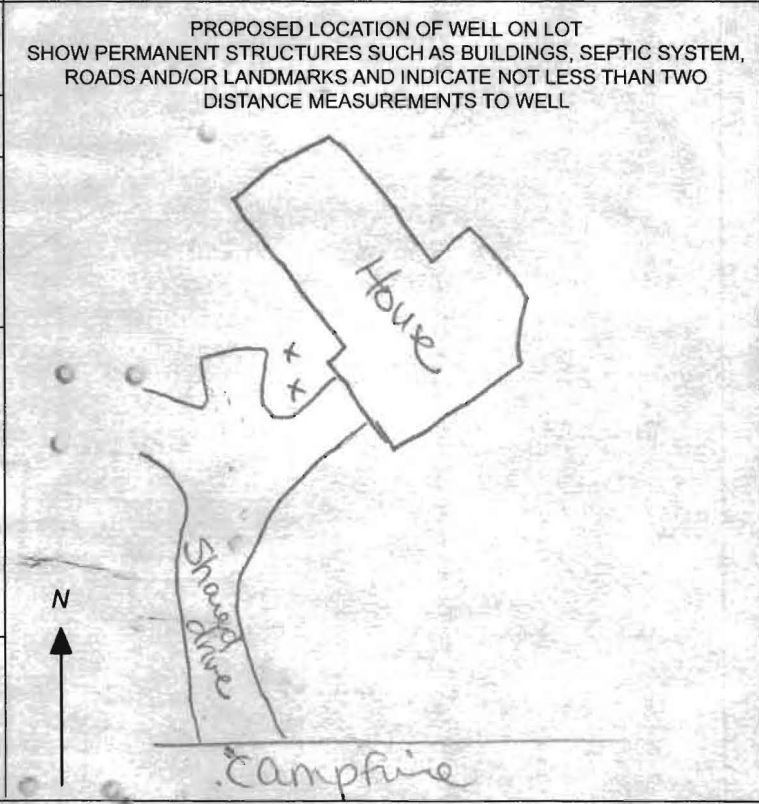 PROPOSED LOCATION OF WELL ON LOT
SHOW PERMANENT STRUCTURES SUCH AS BUILDINGS, SEPTIC SYSTEM,
ROADS AND/OR LANDMARKS AND INDICATE NOT LESS THAN TWO
DISTANCE MEASUREMENTS TO WELL
House
x
x
Shared
drive
N
Campfire